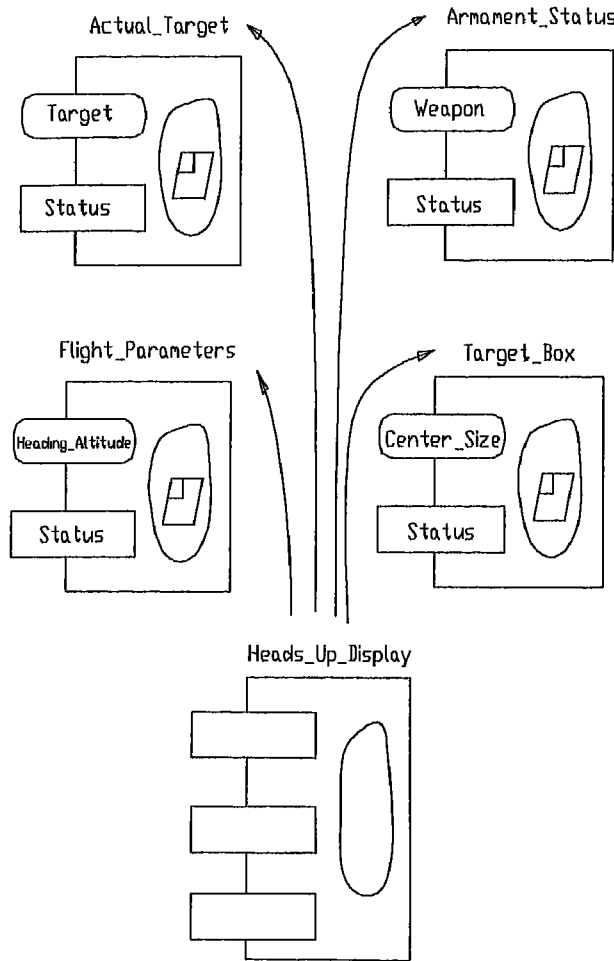 Actual_Target
Armament_Status
Target
Weapon
Status
Status
Flight_Parameters
Target_Box
Heading_Altitude
Center_Size
Status
Status
Heads_Up_Display